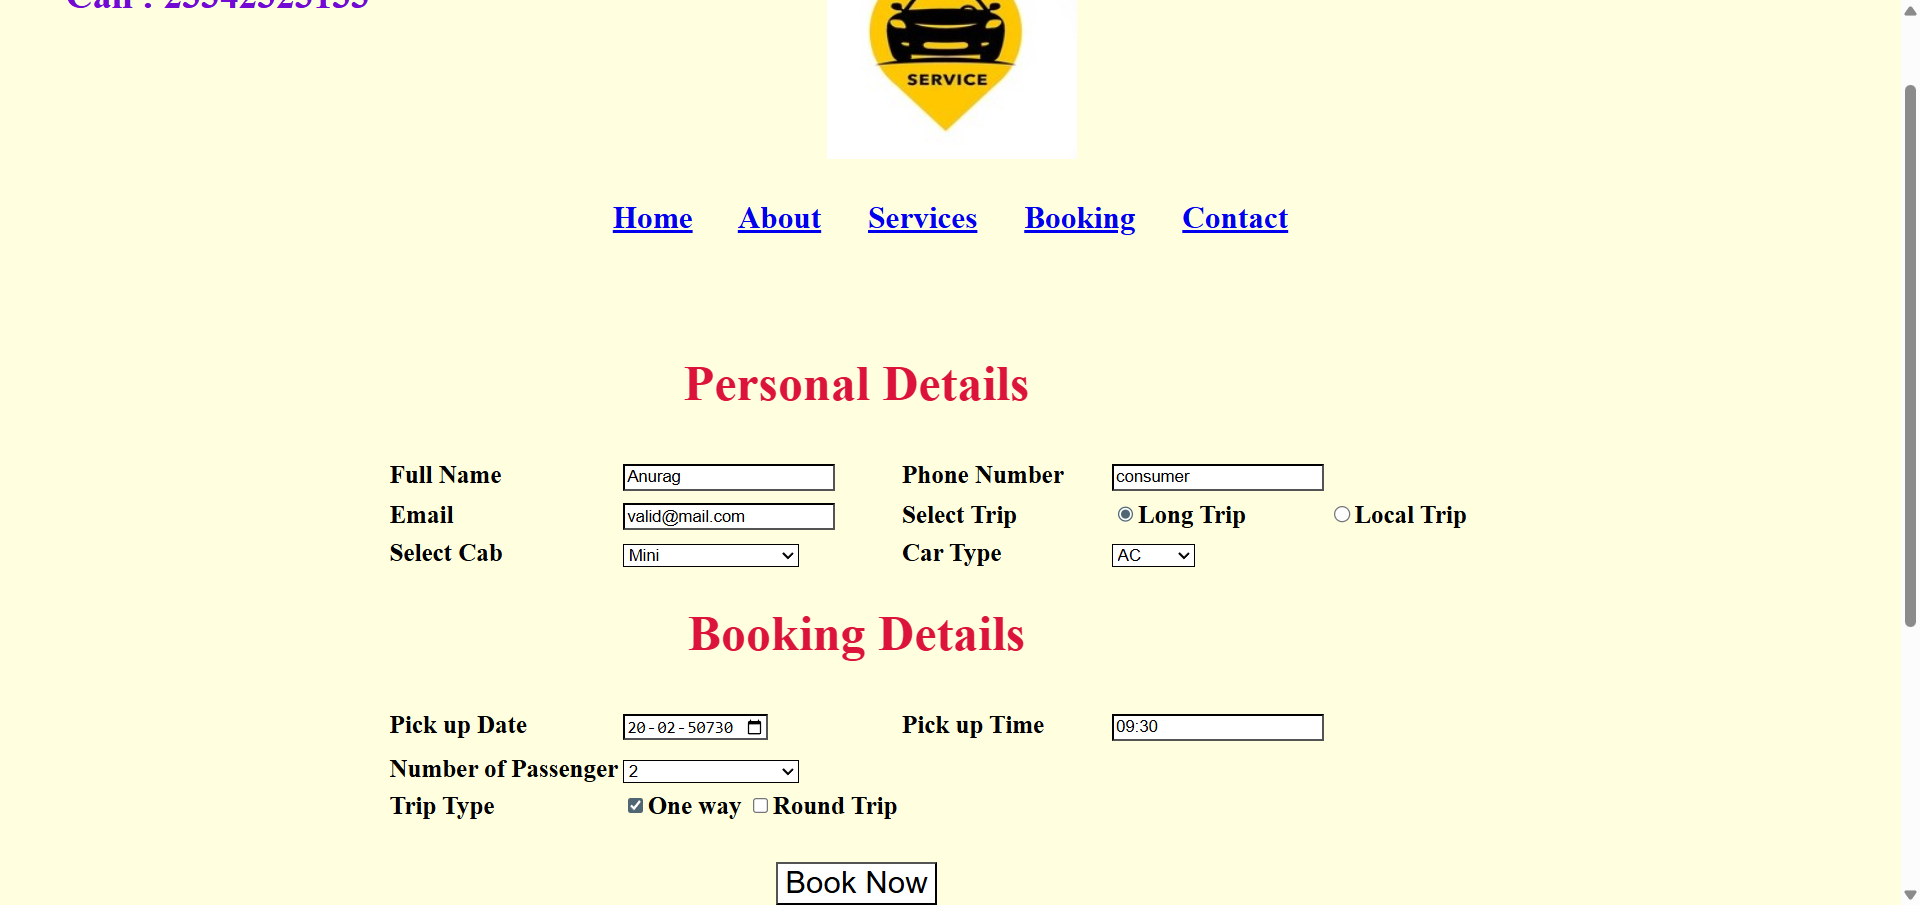 Call : 23342323153
SERVICE
Home About Services Booking Contact
Personal Details
Full Name Anurag Phone Number consumer
Email valid@mail.com Select Trip Long Trip Local Trip
Select Cab Mini Car Type AC
Booking Details
Pick up Date 20-02-50730 Pick up Time 09:30
Number of Passenger 2
Trip Type One way Round Trip
Book Now